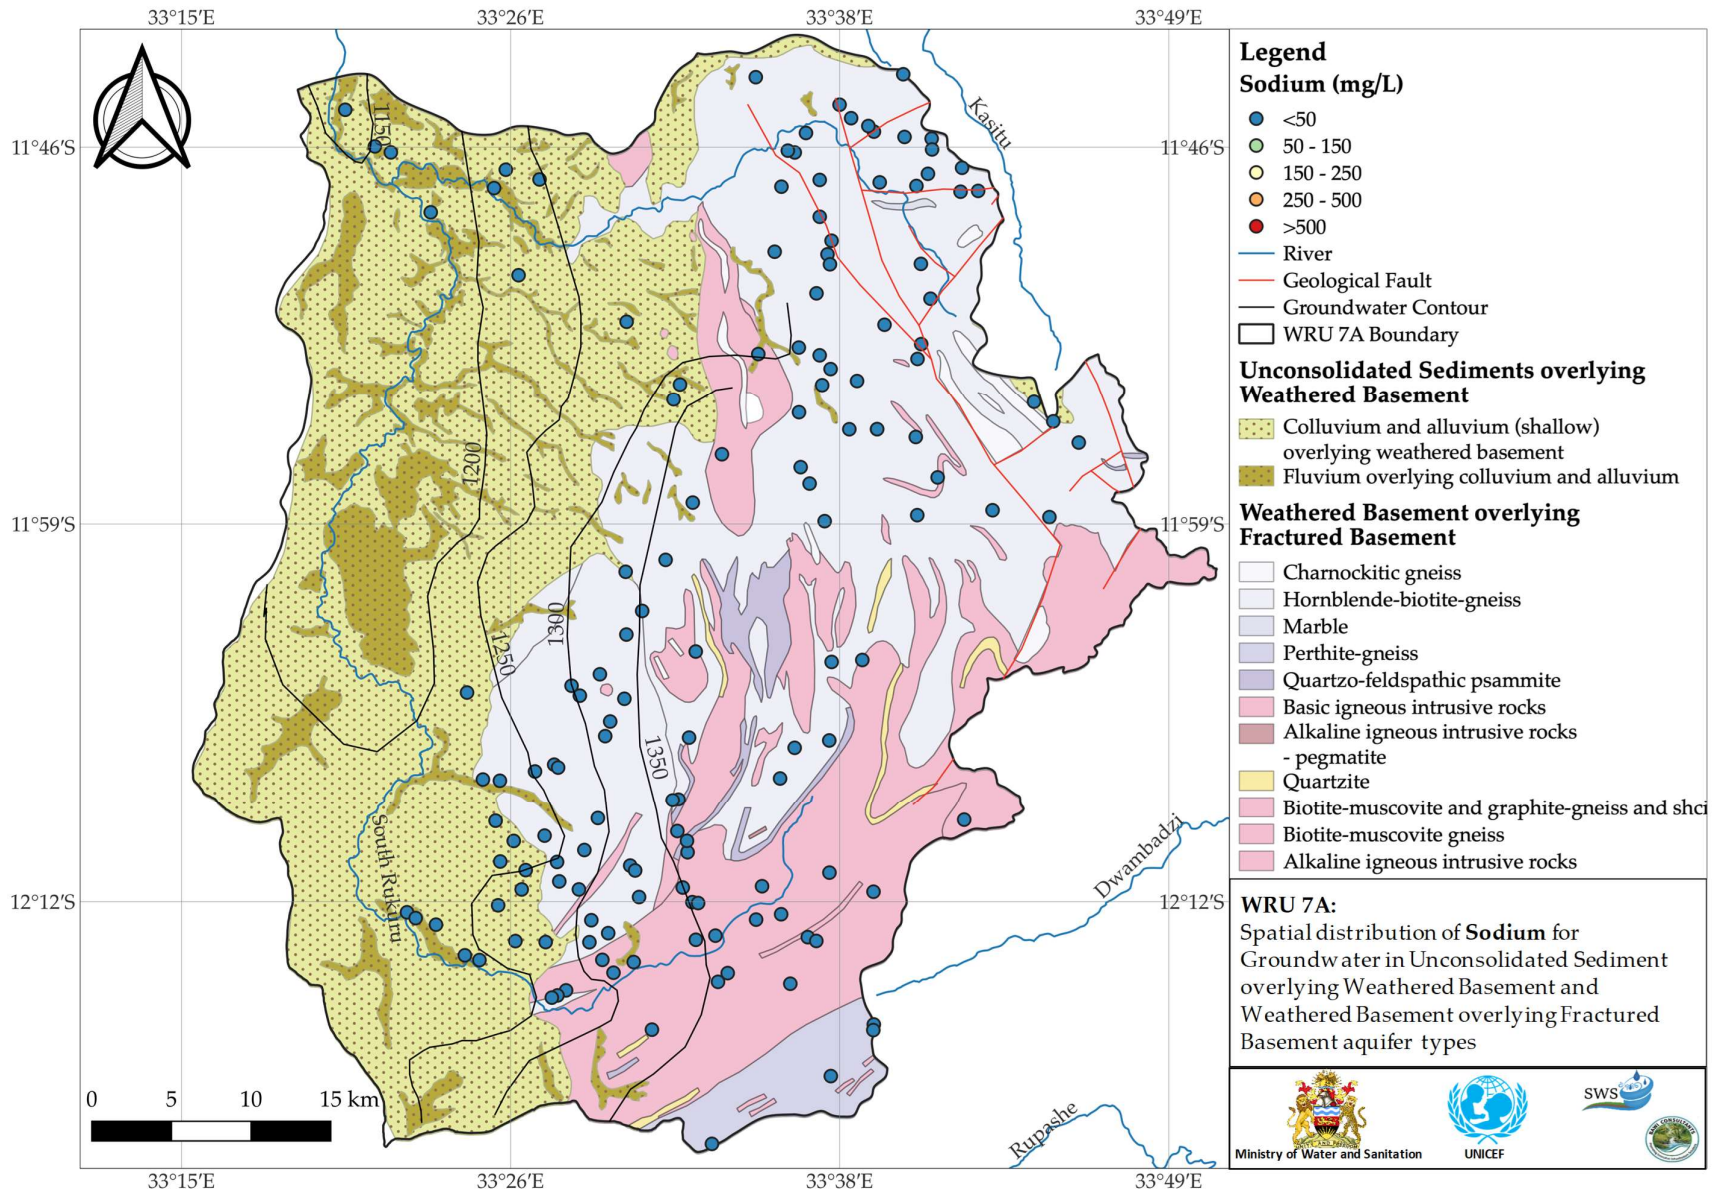 33°15'E 33°26'E 33°38'E 33°49'E
11°46'S 11°46'S
11°59'S 11°59'S
12°12'S 12°12'S
33°15'E 33°26'E 33°38'E 33°49'E
Kasitu
1150
1200
1250
1300
1350
South Rukuru
Dwambadzi
Rupashe
0 5 10 15 km
Legend
Sodium (mg/L)
<50
50 - 150
150 - 250
250 - 500
>500
River
Geological Fault
Groundwater Contour
WRU 7A Boundary
Unconsolidated Sediments overlying
Weathered Basement
Colluvium and alluvium (shallow)
overlying weathered basement
Fluvium overlying colluvium and alluvium
Weathered Basement overlying
Fractured Basement
Charnockitic gneiss
Hornblende-biotite-gneiss
Marble
Perthite-gneiss
Quartzo-feldspathic psammite
Basic igneous intrusive rocks
Alkaline igneous intrusive rocks
- pegmatite
Quartzite
Biotite-muscovite and graphite-gneiss and shci
Biotite-muscovite gneiss
Alkaline igneous intrusive rocks
WRU 7A:
Spatial distribution of Sodium for
Groundwater in Unconsolidated Sediment
overlying Weathered Basement and
Weathered Basement overlying Fractured
Basement aquifer types
Ministry of Water and Sanitation
UNICEF
SWS